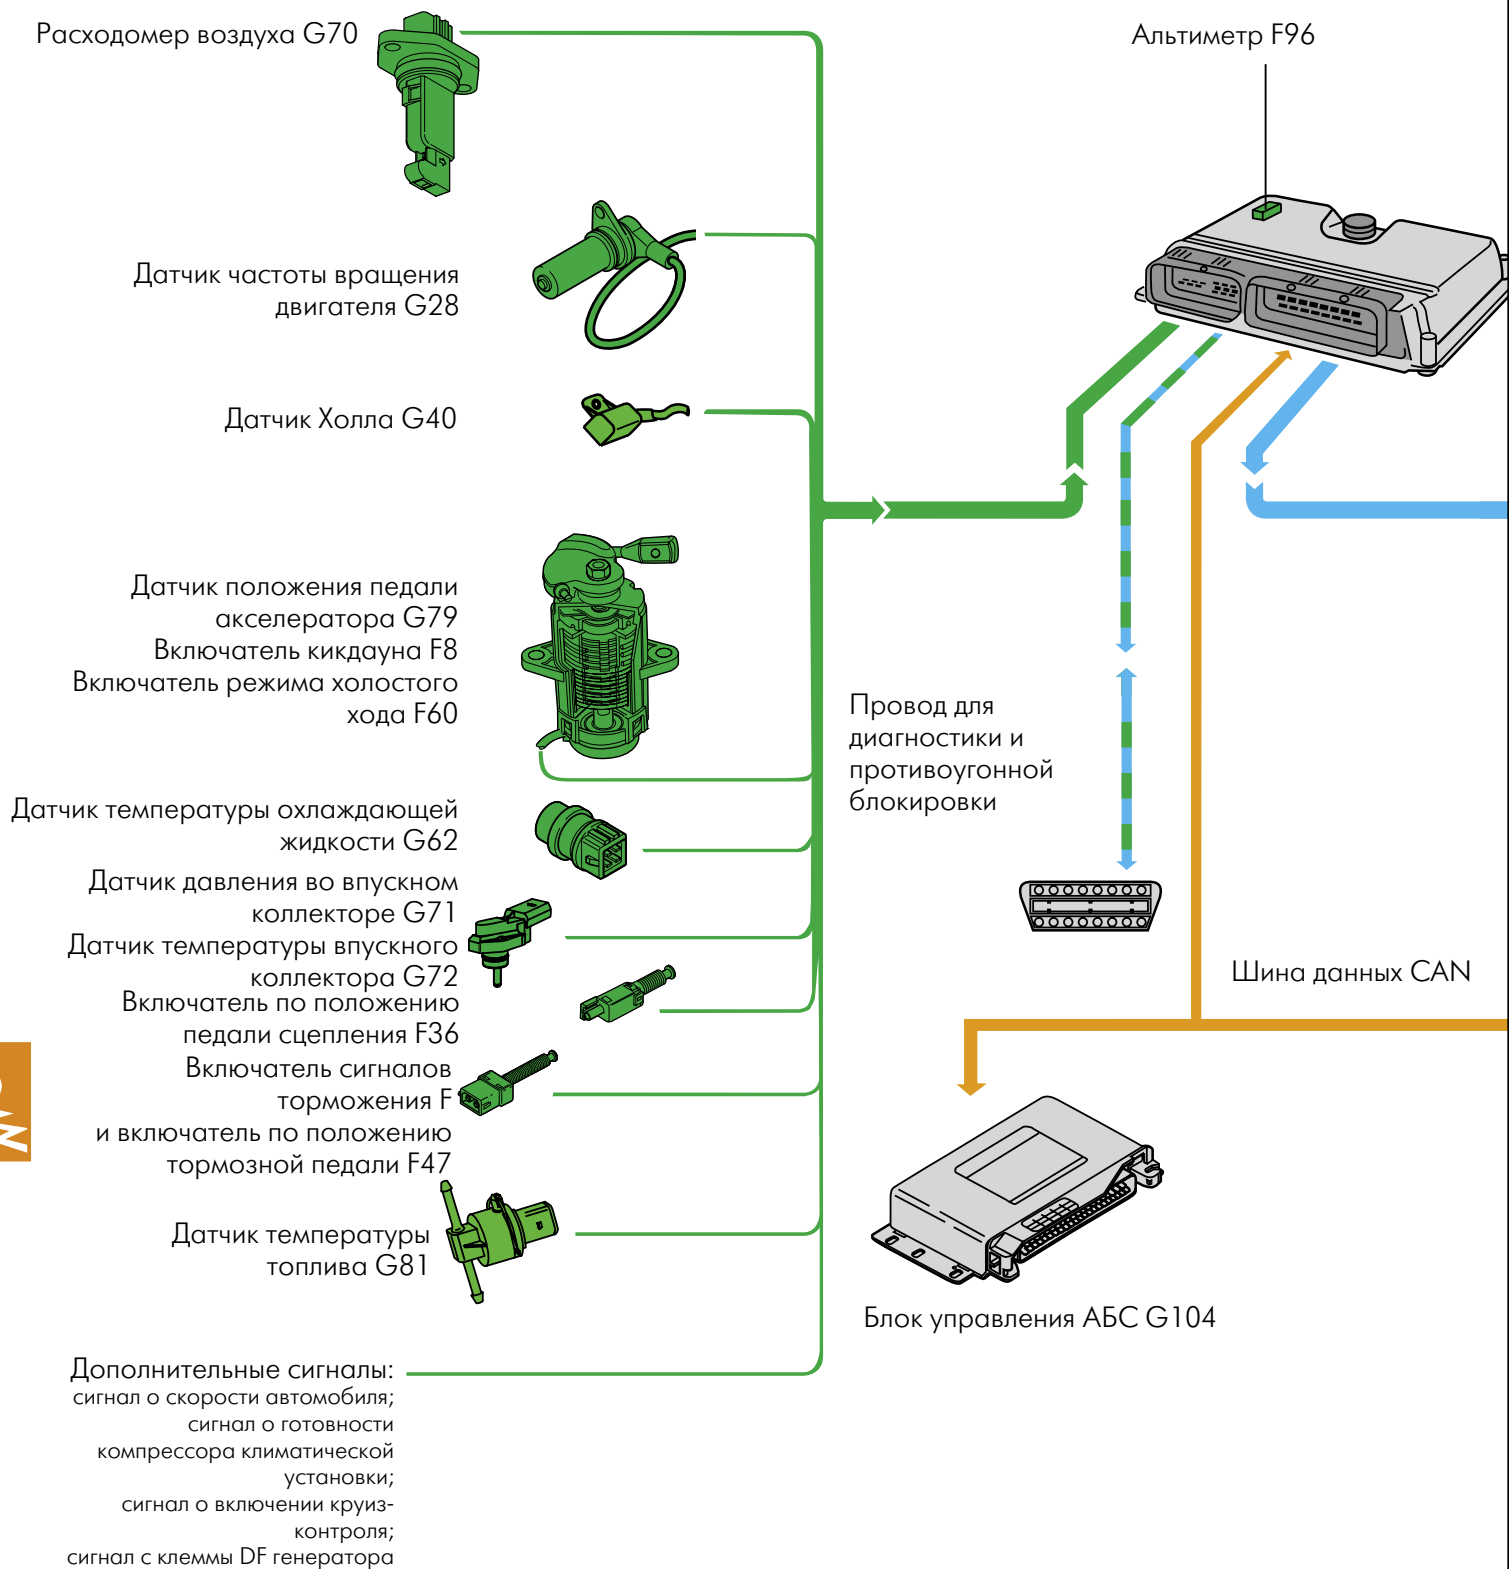 Расходомер воздуха G70
Альтиметр F96
Датчик частоты вращения
двигателя G28
Датчик Холла G40
Датчик положения педали
акселератора G79
Включатель кикдауна F8
Включатель режима холостого
хода F60
Провод для
диагностики и
противоугонной
блокировки
Датчик температуры охлаждающей
жидкости G62
Датчик давления во впускном
коллекторе G71
Датчик температуры впускного
коллектора G72
Шина данных CAN
Включатель по положению
педали сцепления F36
Включатель сигналов
торможения F
и включатель по положению
тормозной педали F47
Датчик температуры
топлива G81
Блок управления АБС G104
Дополнительные сигналы:
сигнал о скорости автомобиля;
сигнал о готовности
компрессора климатической
установки;
сигнал о включении круиз-
контроля;
сигнал с клеммы DF генератора